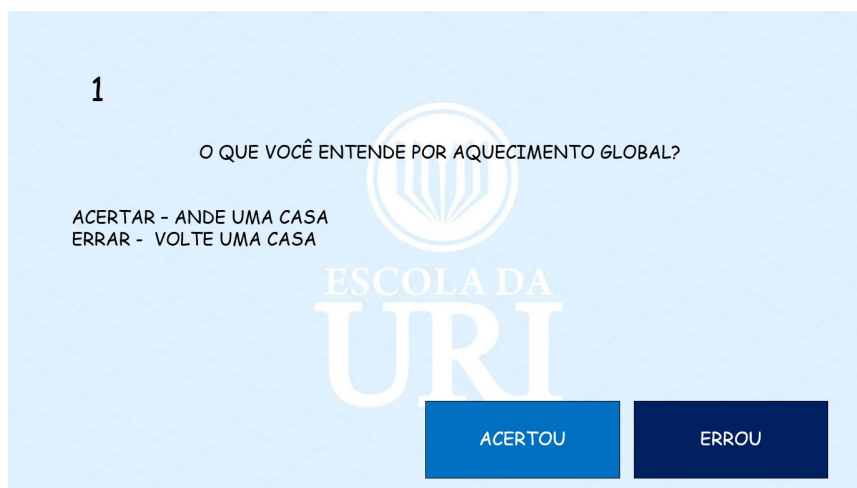 1
O QUE VOCÊ ENTENDE POR AQUECIMENTO GLOBAL?
ACERTAR – ANDE UMA CASA
ERRAR - VOLTE UMA CASA
ESCOLA DA
URI
ACERTOU
ERROU